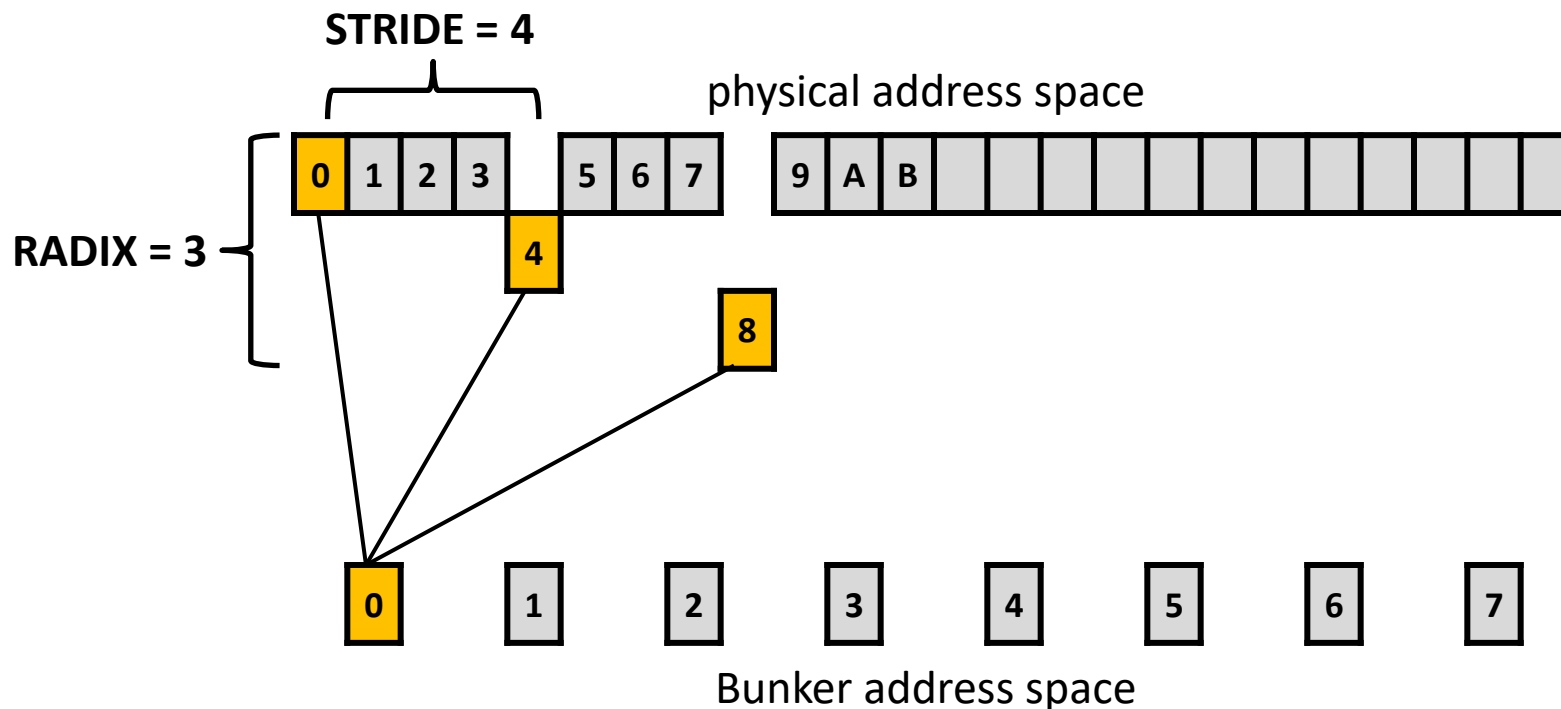 STRIDE = 4
physical address space
0 1 2 3 5 6 7 9 A B
RADIX = 3
4
8
0 1 2 3 4 5 6 7
Bunker address space